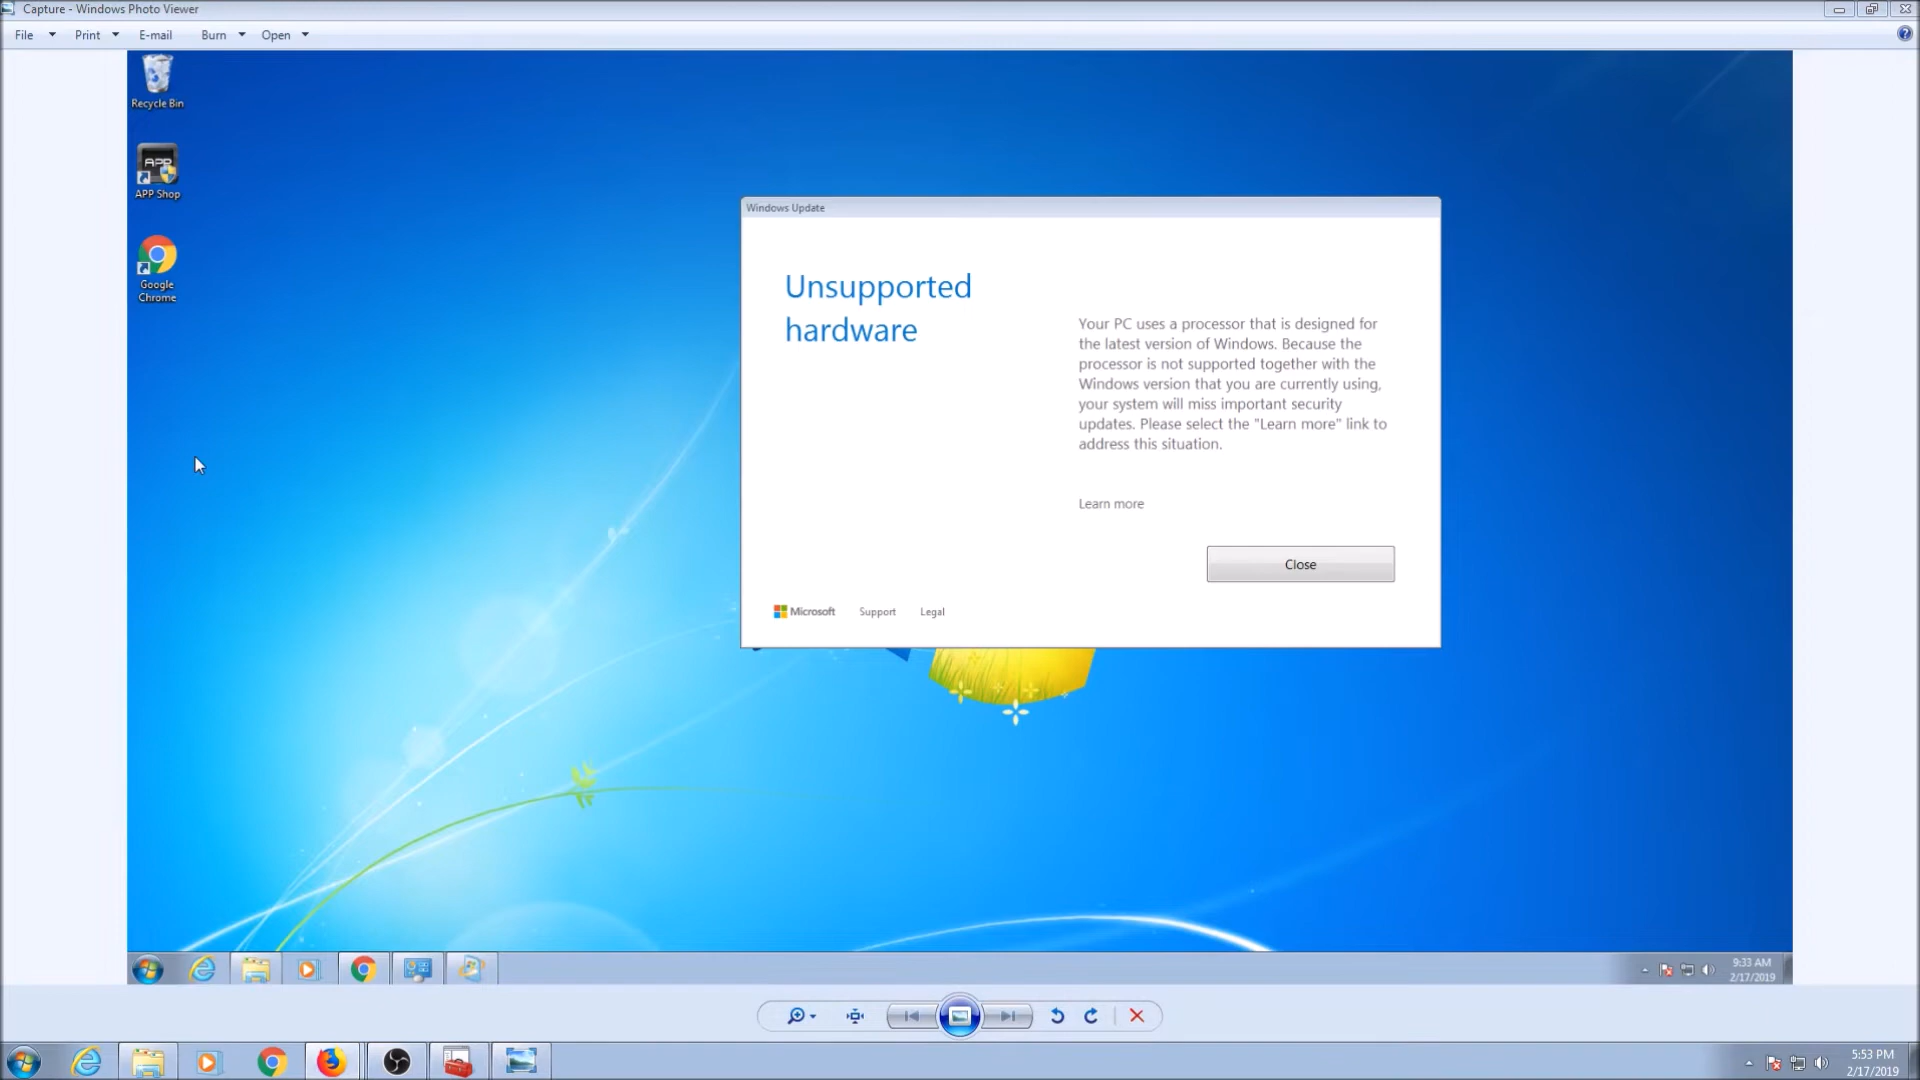 Capture - Windows Photo Viewer
File Print E-mail Burn Open
Recycle Bin
APP
APP Shop
Google
Chrome
Windows Update
Unsupported
hardware
Your PC uses a processor that is designed for
the latest version of Windows. Because the
processor is not supported together with the
Windows version that you are currently using,
your system will miss important security
updates. Please select the "Learn more" link to
address this situation.
Learn more
Close
Microsoft Support Legal
9:33 AM
2/17/2019
5:53 PM
2/17/2019